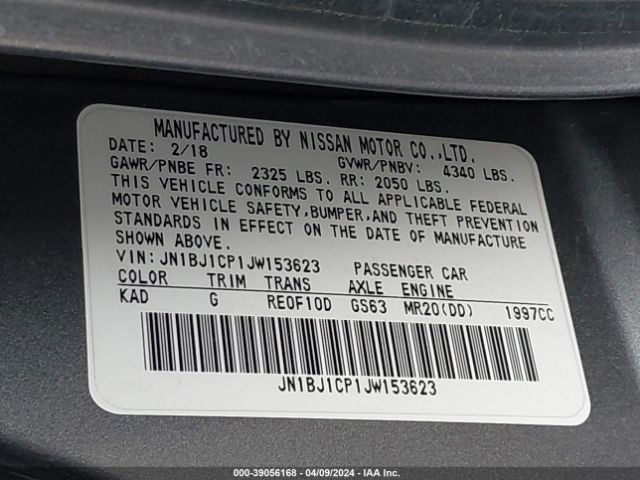 MANUFACTURED BY NISSAN MOTOR CO.,LTD.
DATE: 2/18 GVWR/PNBV: 4340 LBS.
GAWR/PNBE FR: 2325 LBS. RR: 2050 LBS.
THIS VEHICLE CONFORMS TO ALL APPLICABLE FEDERAL
MOTOR VEHICLE SAFETY,BUMPER,AND THEFT PREVENTION
STANDARDS IN EFFECT ON THE DATE OF MANUFACTURE
SHOWN ABOVE.
VIN:JN1BJ1CP1JW153623 PASSENGER CAR
COLOR TRIM TRANS AXLE ENGINE
KAD G REOF10D GS63 MR20(DD) 1997CC
JN1BJ1CP1JW153623
000-39056168 - 04/09/2024 - IAA Inc.